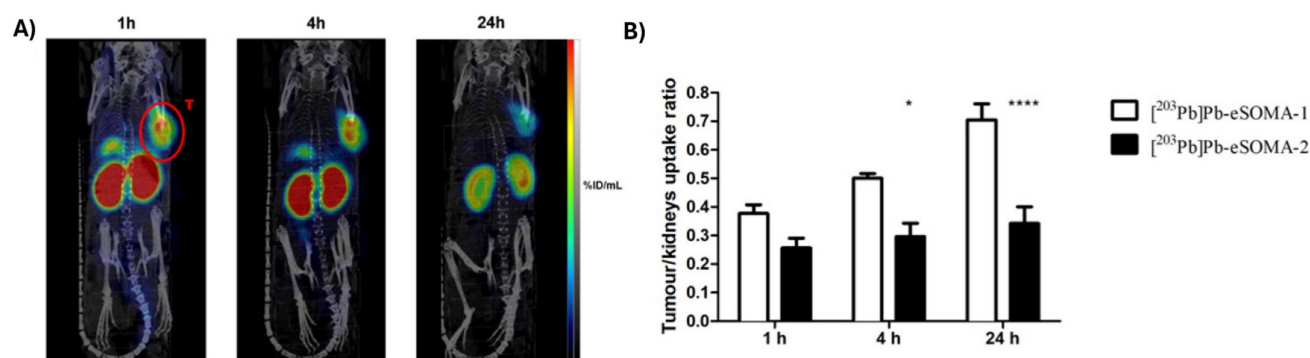 A)
1h
4h
24h
T
%ID/mL
B)
Tumour/kidneys uptake ratio
0.8
0.7
0.6
0.5
0.4
0.3
0.2
0.1
0.0
*
****
1 h
4 h
24 h
[²⁰³Pb]Pb-eSOMA-1
[²⁰³Pb]Pb-eSOMA-2